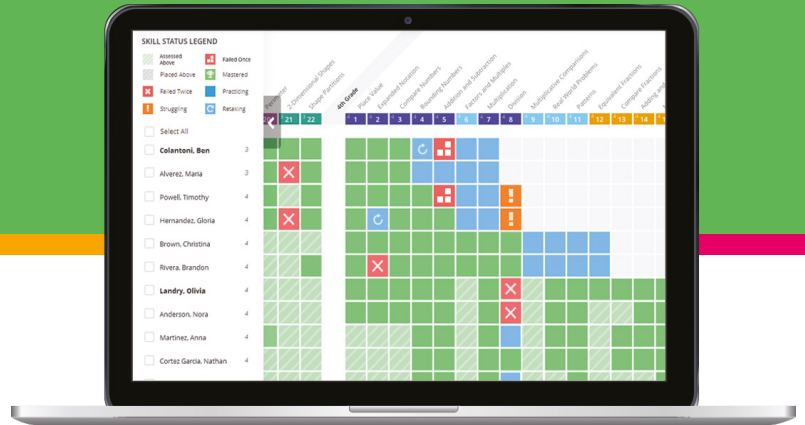 SKILL STATUS LEGEND
Assessed Above
Failed Once
Placed Above
Mastered
Failed Twice
Practicing
Struggling
Retaking
Select All
Perimeter
2-Dimensional Shapes
Shape Partitions
4th Grade
Place Value
Expanded Notation
Compare Numbers
Rounding Numbers
Addition and Subtraction
Factors and Multiples
Multiplication
Division
Multiplicative Comparisons
Real World Problems
Patterns
Equivalent Fractions
Compare Fractions
Adding and
21 22 1 2 3 4 5 6 7 8 9 10 11 12 13 14
Colantoni, Ben 3
Alverez, Maria 3
Powell, Timothy 4
Hernandez, Gloria 4
Brown, Christina 4
Rivera, Brandon 4
Landry, Olivia 4
Anderson, Nora 4
Martinez, Anna 4
Cortez Garcia, Nathan 4